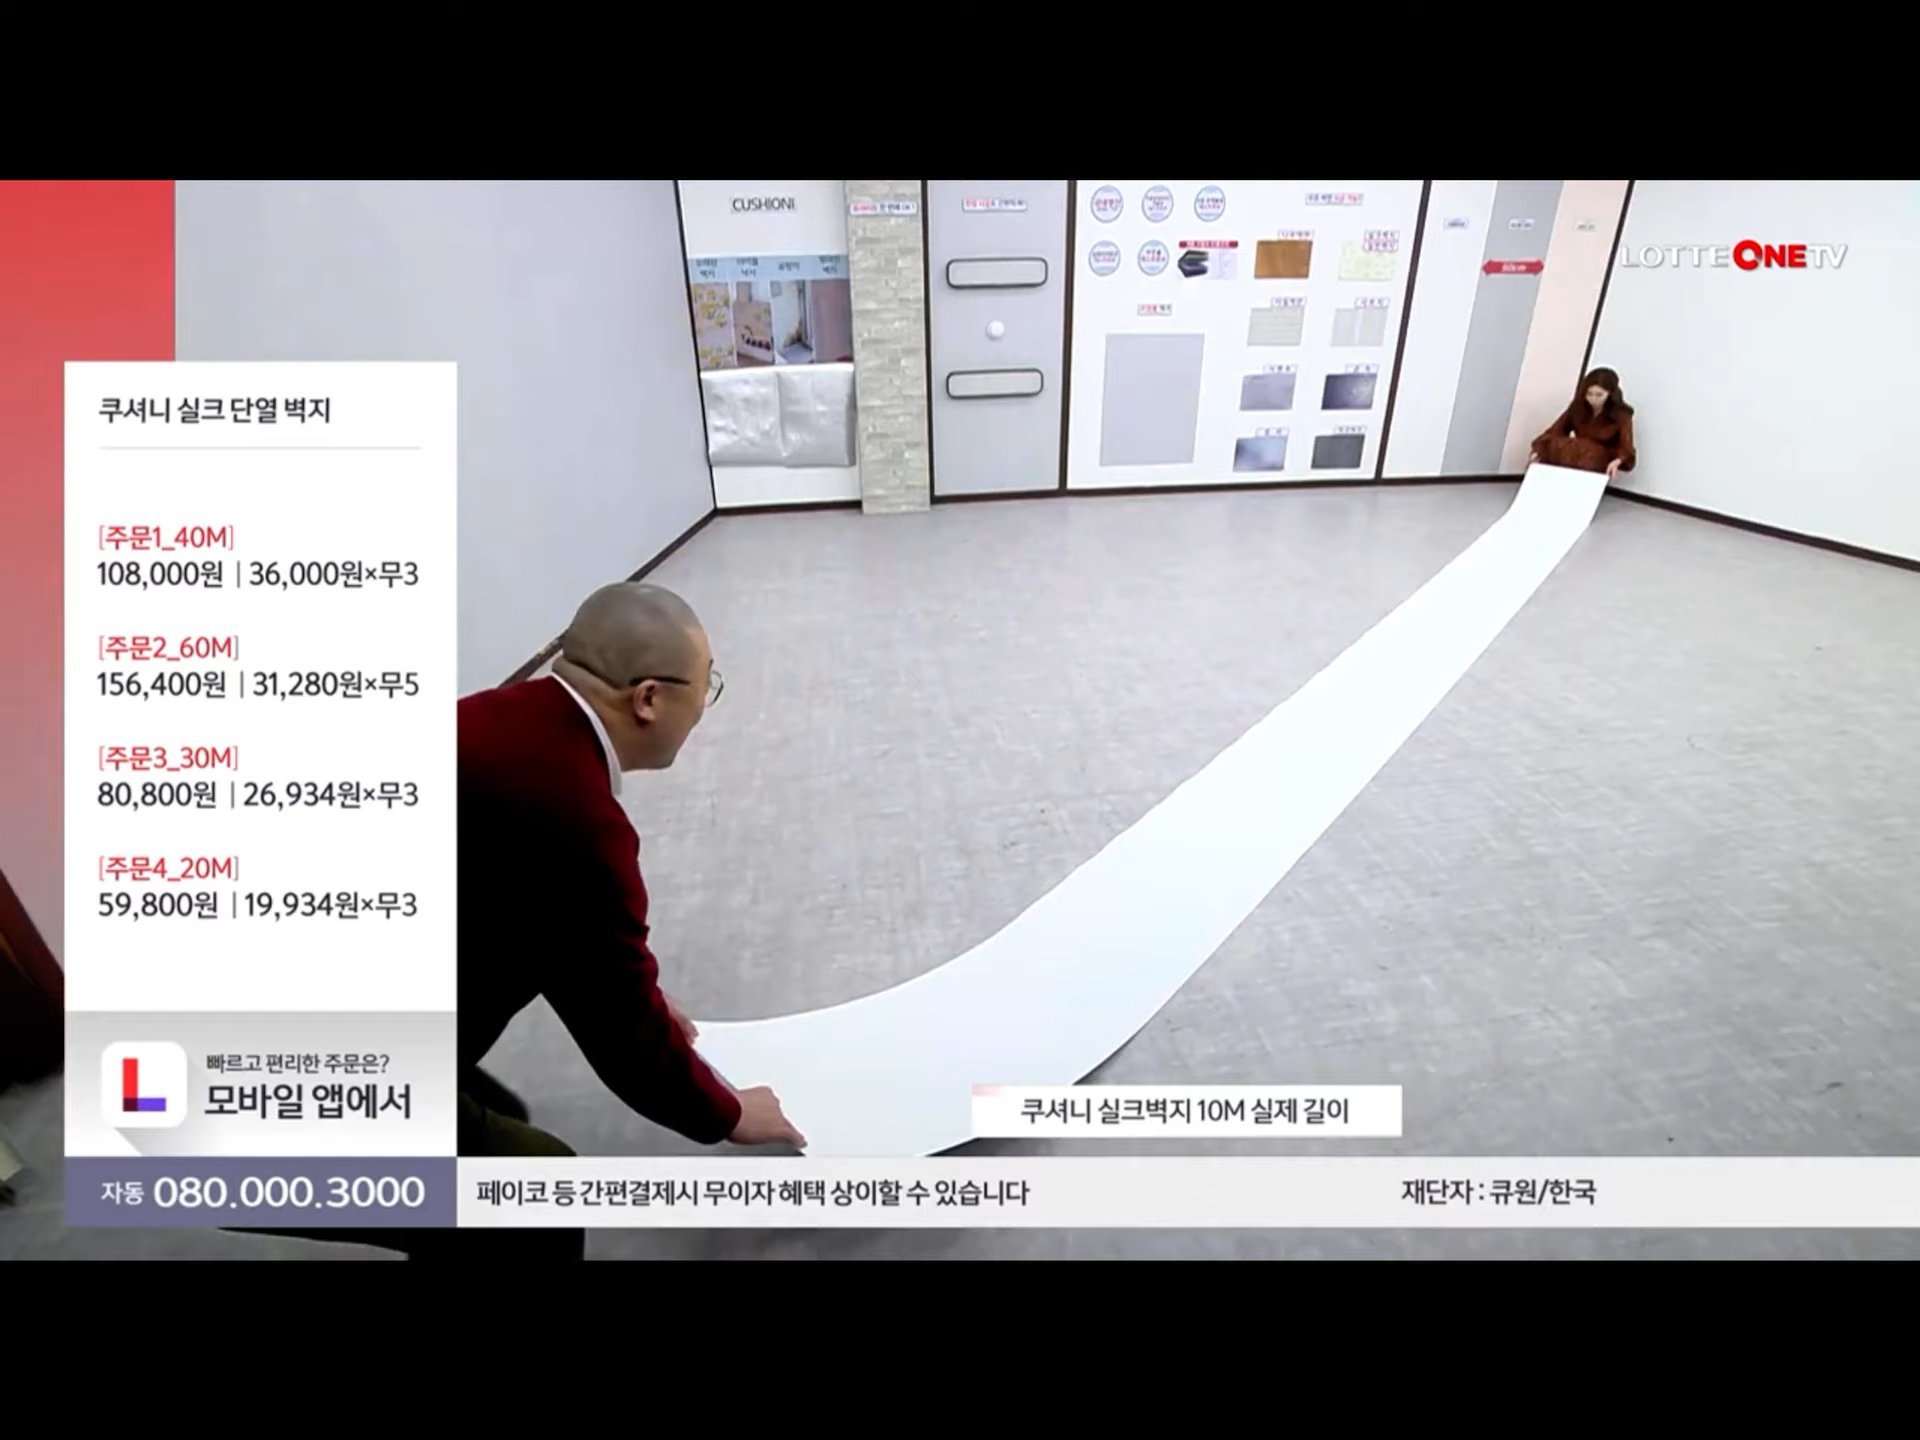 CUSHIONI
LOTTE ONE TV
쿠셔니 실크 단열 벽지
[주문1_40M]
108,000원 | 36,000원×무3
[주문2_60M]
156,400원 | 31,280원×무5
[주문3_30M]
80,800원 | 26,934원×무3
[주문4_20M]
59,800원 | 19,934원×무3
빠르고 편리한 주문은?
모바일 앱에서
쿠셔니 실크벽지 10M 실제 길이
자동 080.000.3000
페이코 등 간편결제시 무이자 혜택 상이할 수 있습니다
재단자 : 큐원/한국